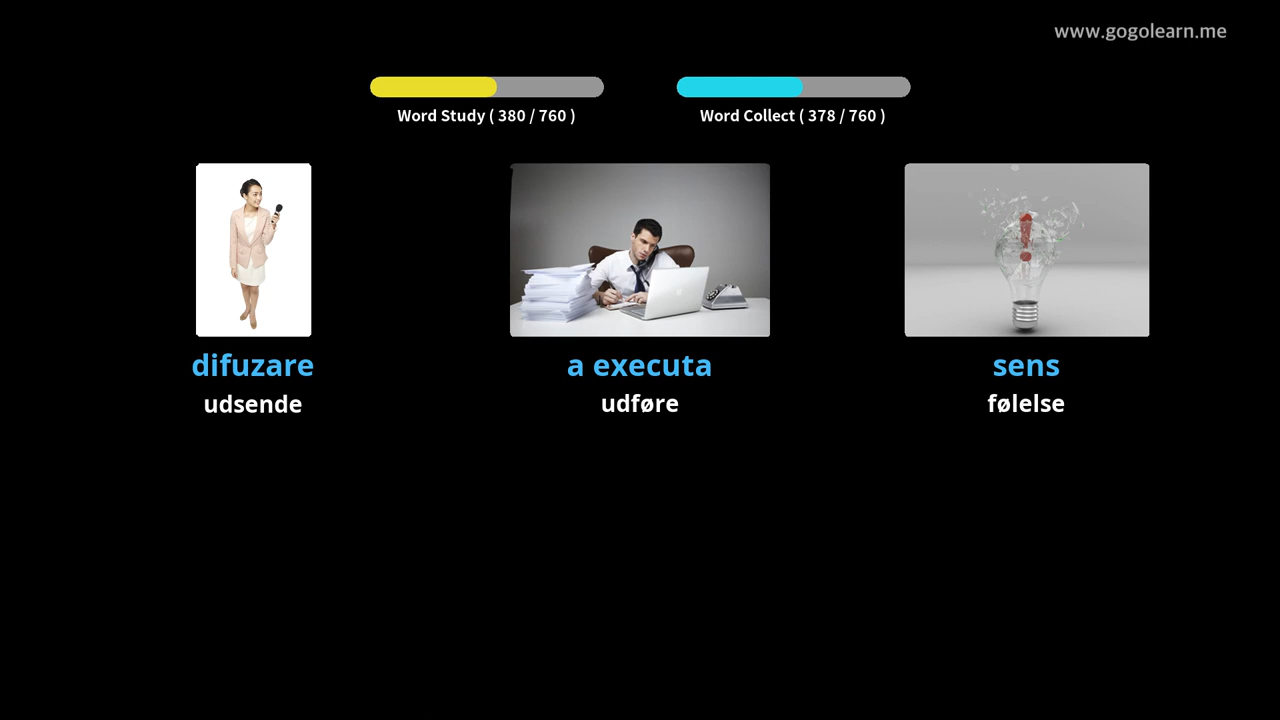 www.gogolearn.me
Word Study ( 380 / 760 )
Word Collect ( 378 / 760 )
difuzare
udsende
a executa
udføre
sens
følelse